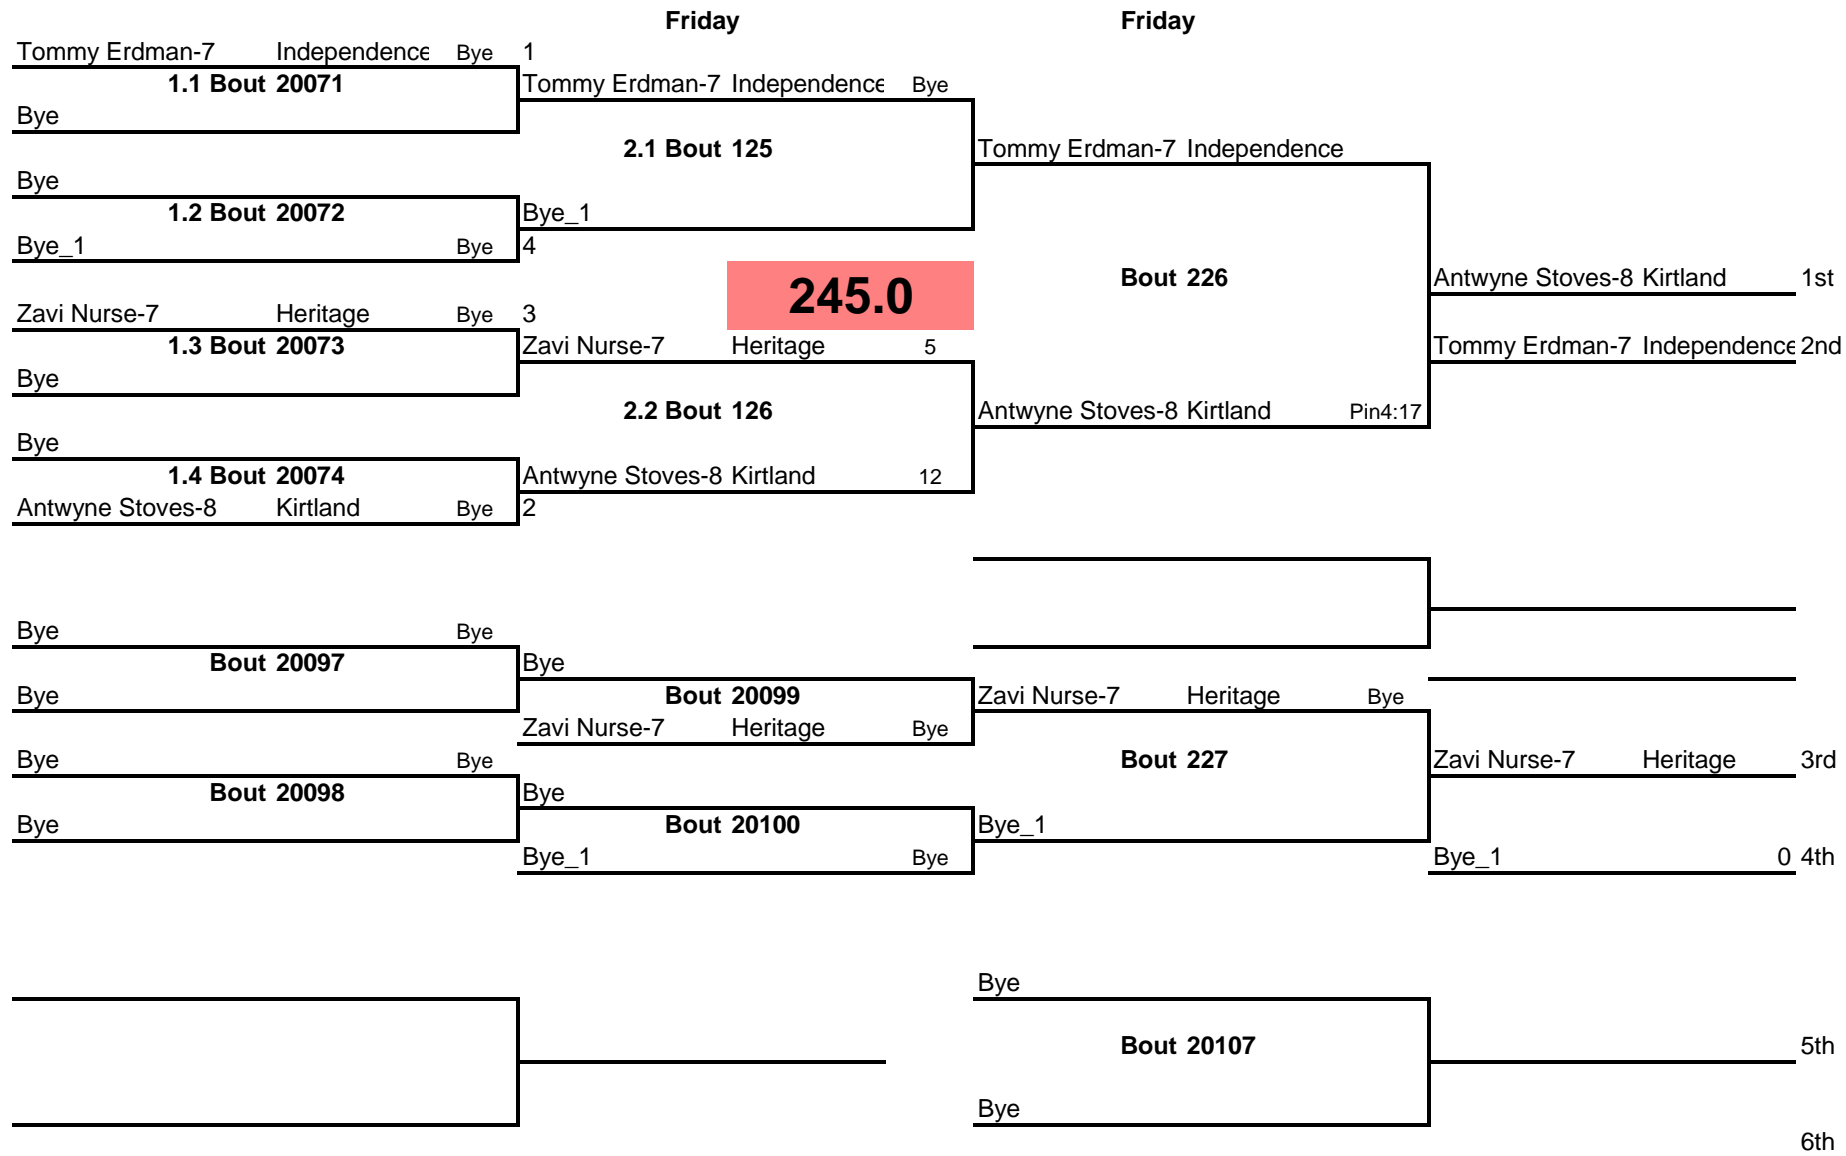 Friday Friday
Tommy Erdman-7 Independence Bye 1
1.1 Bout 20071 Tommy Erdman-7 Independence Bye
Bye
2.1 Bout 125 Tommy Erdman-7 Independence
Bye
1.2 Bout 20072 Bye_1
Bye_1 Bye 4
245.0 Bout 226 Antwyne Stoves-8 Kirtland 1st
Zavi Nurse-7 Heritage Bye 3
1.3 Bout 20073 Zavi Nurse-7 Heritage 5 Tommy Erdman-7 Independence 2nd
Bye
2.2 Bout 126 Antwyne Stoves-8 Kirtland Pin4:17
Bye
1.4 Bout 20074 Antwyne Stoves-8 Kirtland 12
Antwyne Stoves-8 Kirtland Bye 2
Bye Bye
Bout 20097 Bye
Bye Bout 20099 Zavi Nurse-7 Heritage Bye
Zavi Nurse-7 Heritage Bye
Bye Bye Bout 227 Zavi Nurse-7 Heritage 3rd
Bout 20098 Bye
Bye Bout 20100 Bye_1
Bye_1 Bye Bye_1 0 4th
Bye
Bout 20107 5th
Bye
6th